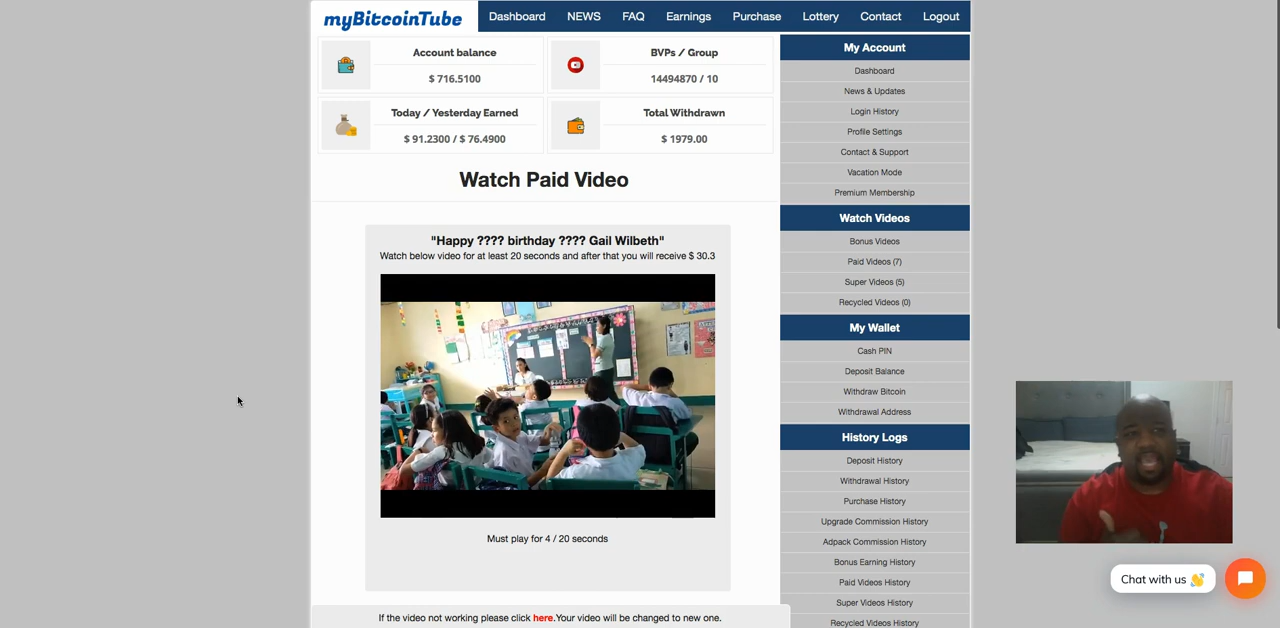 myBitcoinTube
Dashboard NEWS FAQ Earnings Purchase Lottery Contact Logout
Account balance
$ 716.5100
BVPs / Group
14494870 / 10
Today / Yesterday Earned
$ 91.2300 / $ 76.4900
Total Withdrawn
$ 1979.00
Watch Paid Video
"Happy ???? birthday ???? Gail Wilbeth"
Watch below video for at least 20 seconds and after that you will receive $ 30.3
Must play for 4 / 20 seconds
If the video not working please click here.Your video will be changed to new one.
My Account
Dashboard
News & Updates
Login History
Profile Settings
Contact & Support
Vacation Mode
Premium Membership
Watch Videos
Bonus Videos
Paid Videos (7)
Super Videos (5)
Recycled Videos (0)
My Wallet
Cash PIN
Deposit Balance
Withdraw Bitcoin
Withdrawal Address
History Logs
Deposit History
Withdrawal History
Purchase History
Upgrade Commission History
Adpack Commission History
Bonus Earning History
Paid Videos History
Super Videos History
Recycled Videos History
Chat with us 👋